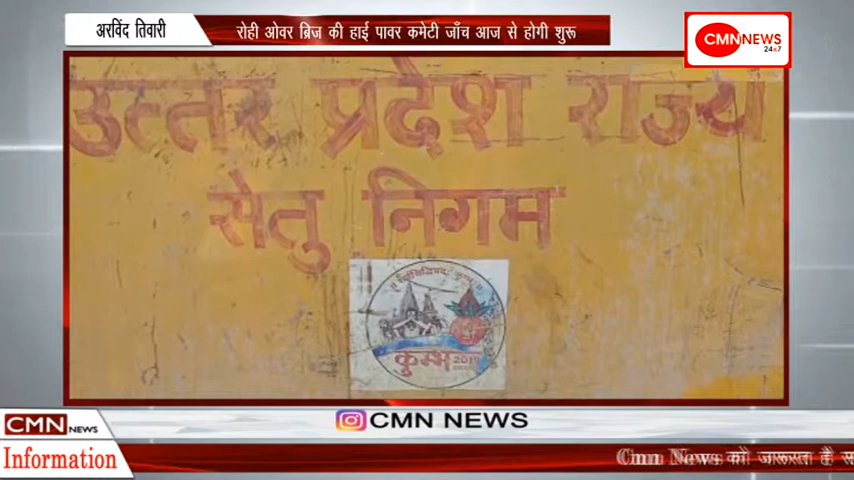 अरविंद तिवारी
रोही ओवर ब्रिज की हाई पावर कमेटी जाँच आज से होगी शुरू
CMN NEWS
24x7
उत्तर प्रदेश राज्य
सेतु निगम
कुम्भ 2019
CMN NEWS
CMN NEWS
Information
Cmn News को जरूरत है